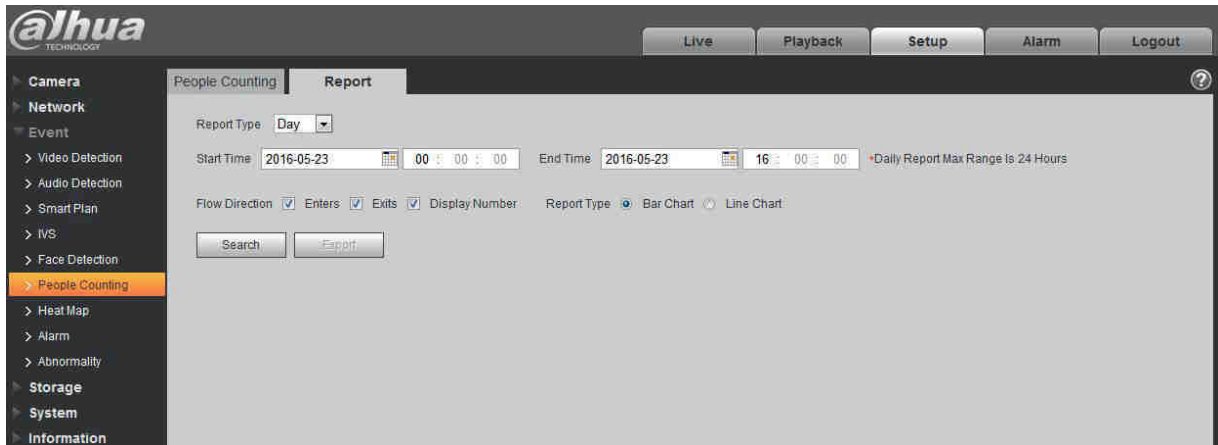 alhua
TECHNOLOGY
Live Playback Setup Alarm Logout
Camera
Network
Event
Video Detection
Audio Detection
Smart Plan
IVS
Face Detection
People Counting
Heat Map
Alarm
Abnormality
Storage
System
Information
People Counting Report ?
Report Type Day
Start Time 2016-05-23 00 : 00 : 00 End Time 2016-05-23 16 : 00 : 00 *Daily Report Max Range Is 24 Hours
Flow Direction Enters Exits Display Number Report Type Bar Chart Line Chart
Search Export